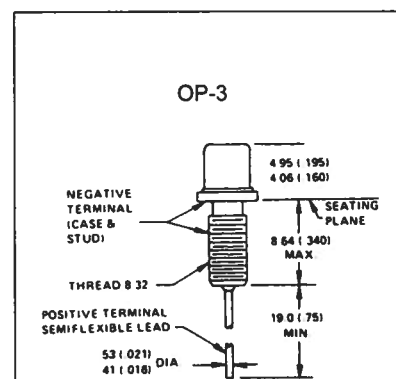 OP-3
4.95 (.195)
4.06 (.160)
NEGATIVE
TERMINAL
(CASE &
STUD)
SEATING
PLANE
8.64 (.340)
MAX.
THREAD 8 32
POSITIVE TERMINAL
SEMIFLEXIBLE LEAD
19.0 (.75)
MIN
.53 (.021)
.41 (.016)
DIA